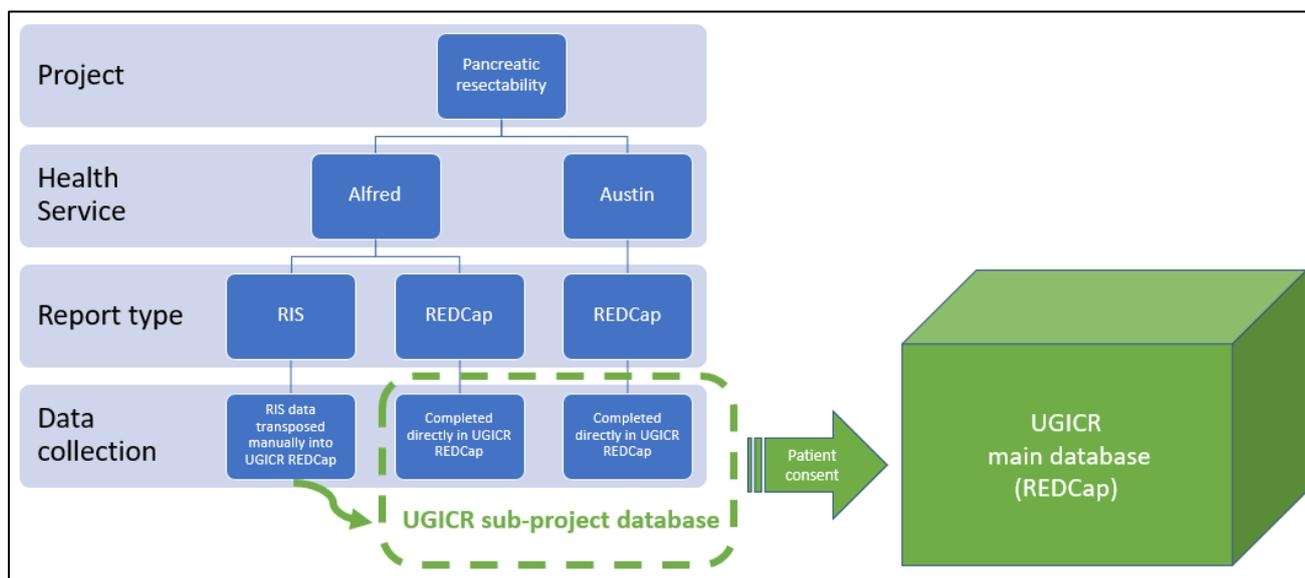 Project
Pancreatic
resectability
Health
Service
Alfred
Austin
Report type
RIS
REDCap
REDCap
Data
collection
RIS data
transposed
manually into
UGICR REDCap
Completed
directly in UGICR
REDCap
Completed
directly in UGICR
REDCap
UGICR sub-project database
Patient
consent
UGICR
main database
(REDCap)